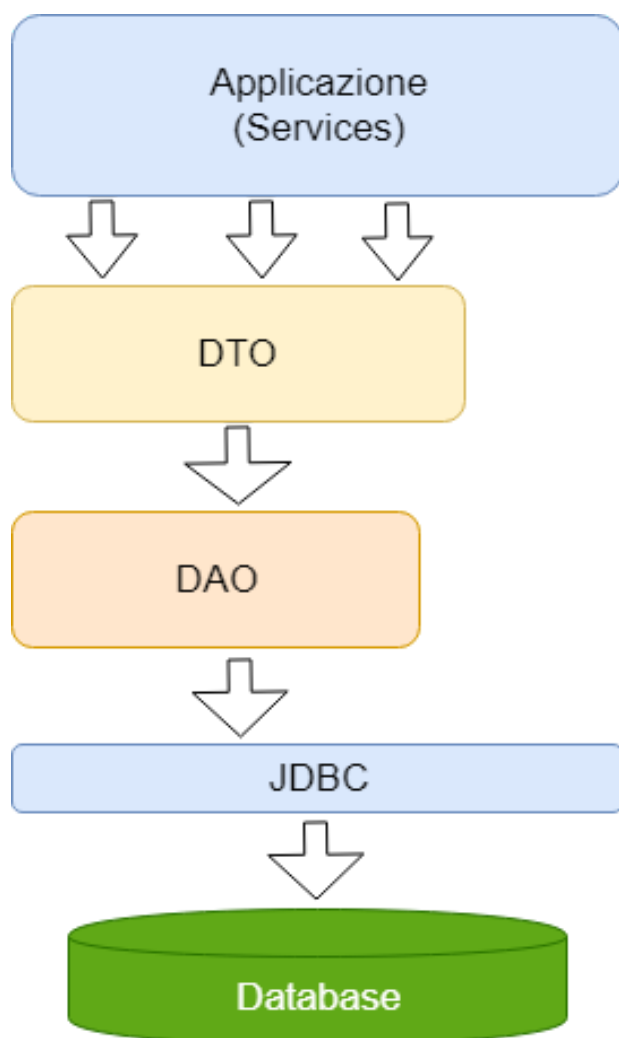 Applicazione
(Services)
DTO
DAO
JDBC
Database